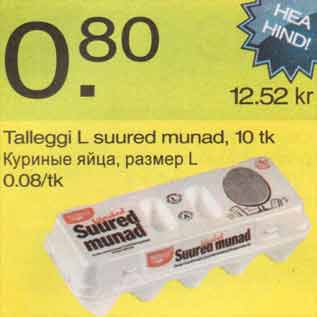 0.80
HEA
HIND!
12.52 kr
Talleggi L suured munad, 10 tk
Куриные яйца, размер L
0.08/tk
Suured
munad
Suured munad